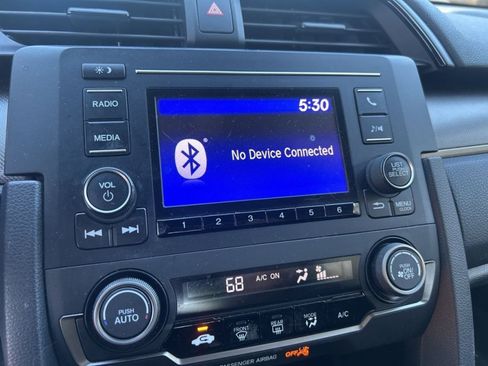 5:30
RADIO
MEDIA
No Device Connected
VOL
LIST
PUSH
SELECT
MENU
CLOCK
1 2 3 4 5 6
68 A/C ON
PUSH
AUTO
PUSH
ON/
OFF
FRONT
REAR
MODE
A/C
PASSENGER AIRBAG OFF